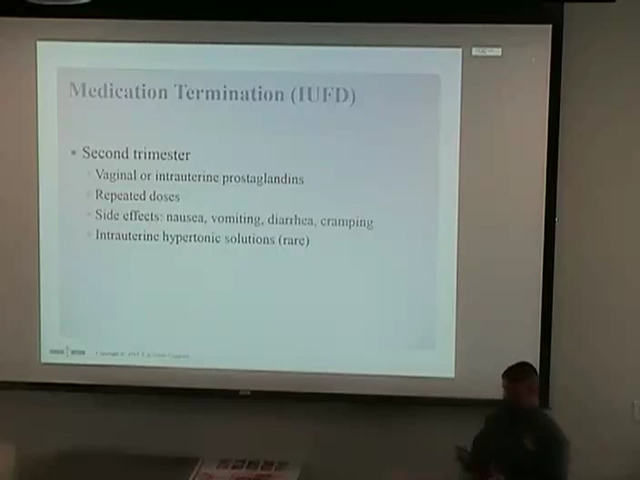 Medication Termination (IUFD)
• Second trimester
Vaginal or intrauterine prostaglandins
Repeated doses
Side effects: nausea, vomiting, diarrhea, cramping
Intrauterine hypertonic solutions (rare)